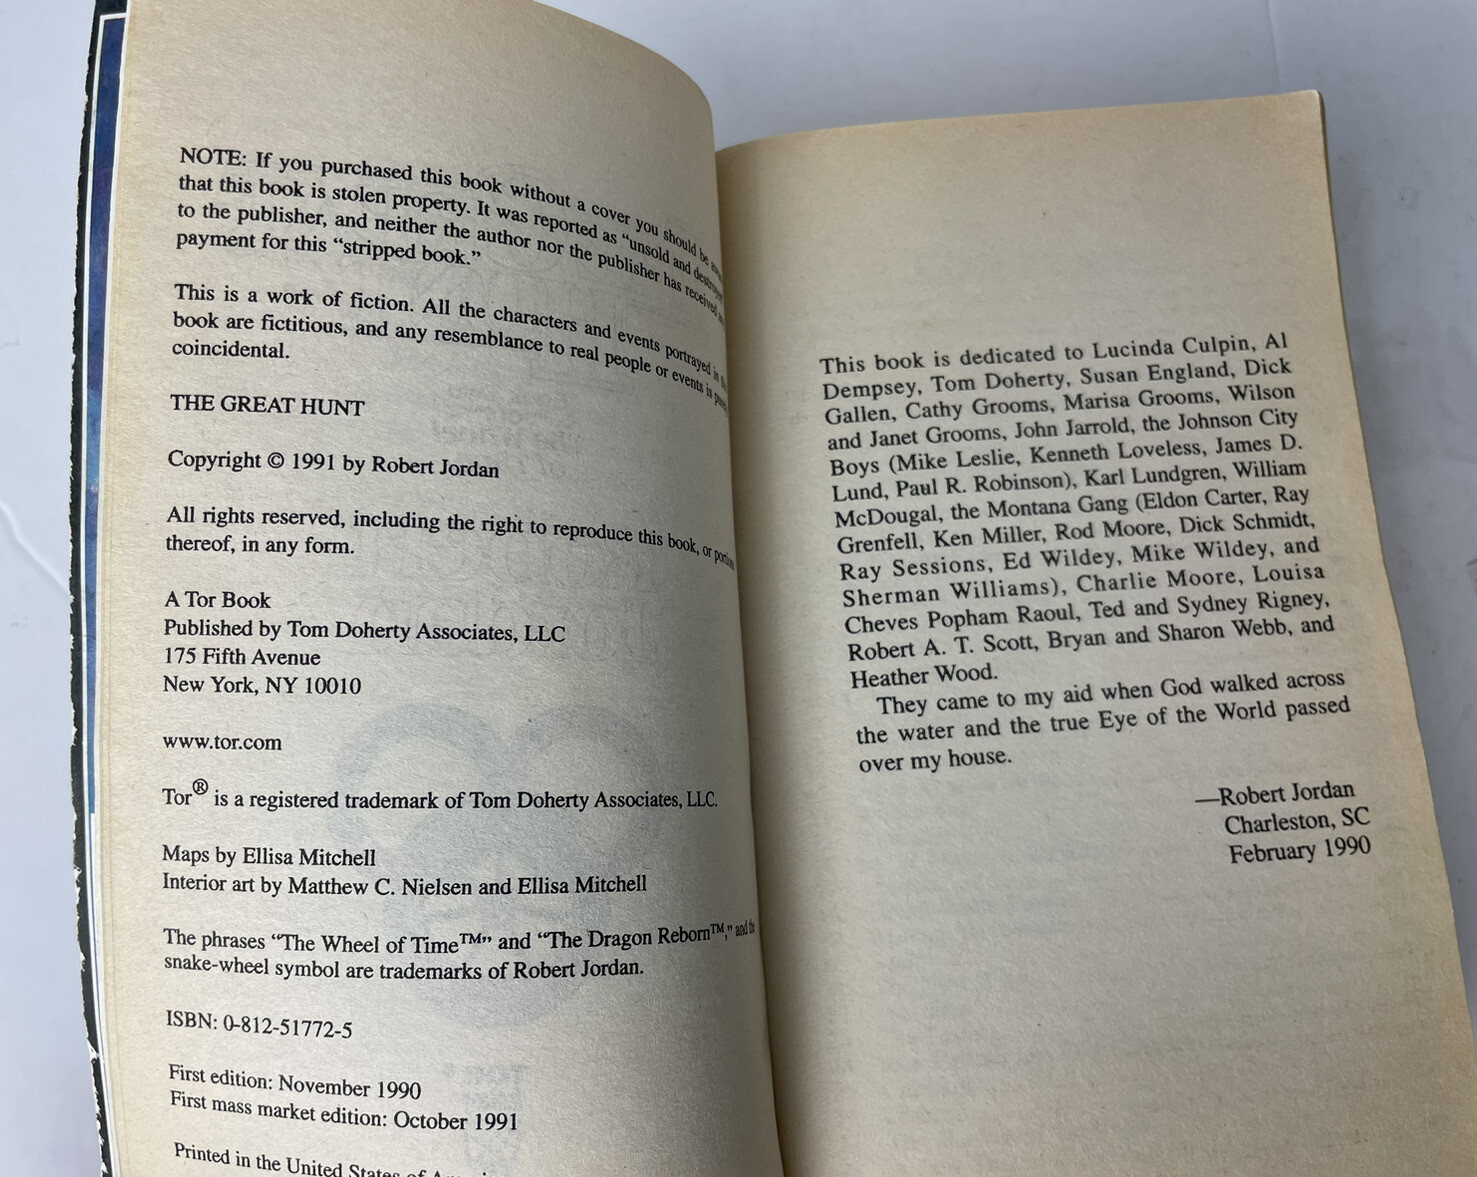 NOTE: If you purchased this book without a cover you should be
that this book is stolen property. It was reported as “unsold and destroyed”
to the publisher, and neither the author nor the publisher has received
payment for this “stripped book.”
This is a work of fiction. All the characters and events portrayed in
book are fictitious, and any resemblance to real people or events is
coincidental.
THE GREAT HUNT
Copyright © 1991 by Robert Jordan
All rights reserved, including the right to reproduce this book, or
thereof, in any form.
A Tor Book
Published by Tom Doherty Associates, LLC
175 Fifth Avenue
New York, NY 10010
www.tor.com
Tor® is a registered trademark of Tom Doherty Associates, LLC.
Maps by Ellisa Mitchell
Interior art by Matthew C. Nielsen and Ellisa Mitchell
The phrases “The Wheel of Time™” and “The Dragon Reborn™,” and the
snake-wheel symbol are trademarks of Robert Jordan.
ISBN: 0-812-51772-5
First edition: November 1990
First mass market edition: October 1991
Printed in the United States of
This book is dedicated to Lucinda Culpin, Al
Dempsey, Tom Doherty, Susan England, Dick
Gallen, Cathy Grooms, Marisa Grooms, Wilson
and Janet Grooms, John Jarrold, the Johnson City
Boys (Mike Leslie, Kenneth Loveless, James D.
Lund, Paul R. Robinson), Karl Lundgren, William
McDougal, the Montana Gang (Eldon Carter, Ray
Grenfell, Ken Miller, Rod Moore, Dick Schmidt,
Ray Sessions, Ed Wildey, Mike Wildey, and
Sherman Williams), Charlie Moore, Louisa
Cheves Popham Raoul, Ted and Sydney Rigney,
Robert A. T. Scott, Bryan and Sharon Webb, and
Heather Wood.
They came to my aid when God walked across
the water and the true Eye of the World passed
over my house.
—Robert Jordan
Charleston, SC
February 1990